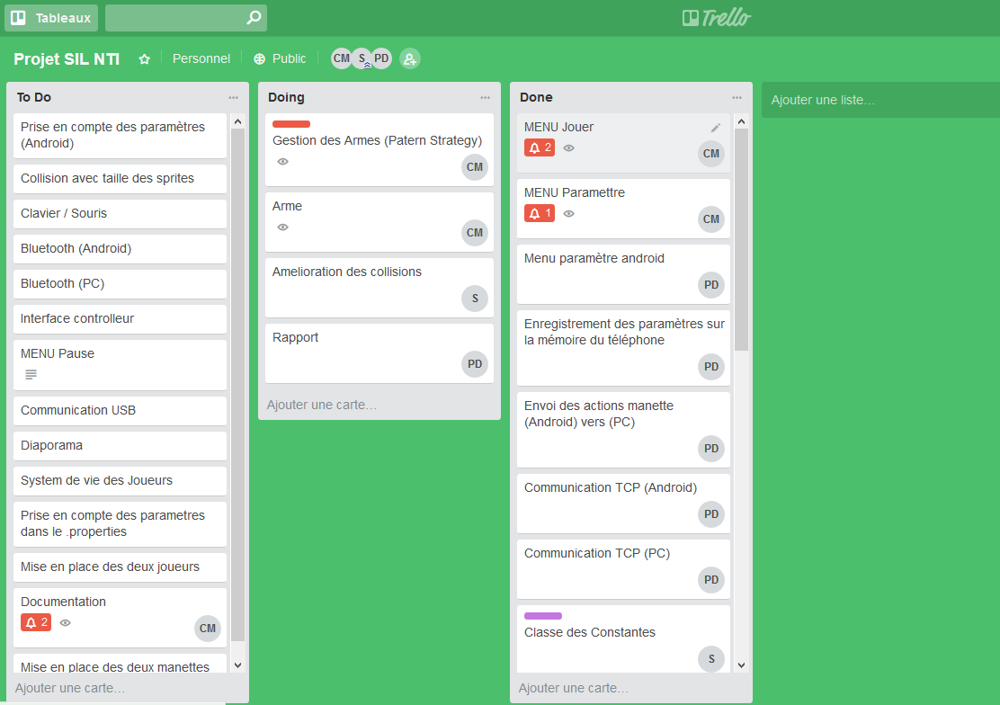 Tableaux
Trello
Projet SIL NTI
Personnel
Public
CM
S
PD
To Do
Prise en compte des paramètres
(Android)
Collision avec taille des sprites
Clavier / Souris
Bluetooth (Android)
Bluetooth (PC)
Interface controlleur
MENU Pause
Communication USB
Diaporama
System de vie des Joueurs
Prise en compte des parametres
dans le .properties
Mise en place des deux joueurs
Documentation
2
CM
Mise en place des deux manettes
Ajouter une carte…
Doing
Gestion des Armes (Patern Strategy)
CM
Arme
CM
Amelioration des collisions
S
Rapport
PD
Ajouter une carte…
Done
MENU Jouer
2
CM
MENU Paramettre
1
CM
Menu paramètre android
PD
Enregistrement des paramètres sur
la mémoire du téléphone
PD
Envoi des actions manette
(Android) vers (PC)
PD
Communication TCP (Android)
PD
Communication TCP (PC)
PD
Classe des Constantes
S
Ajouter une carte…
Ajouter une liste…